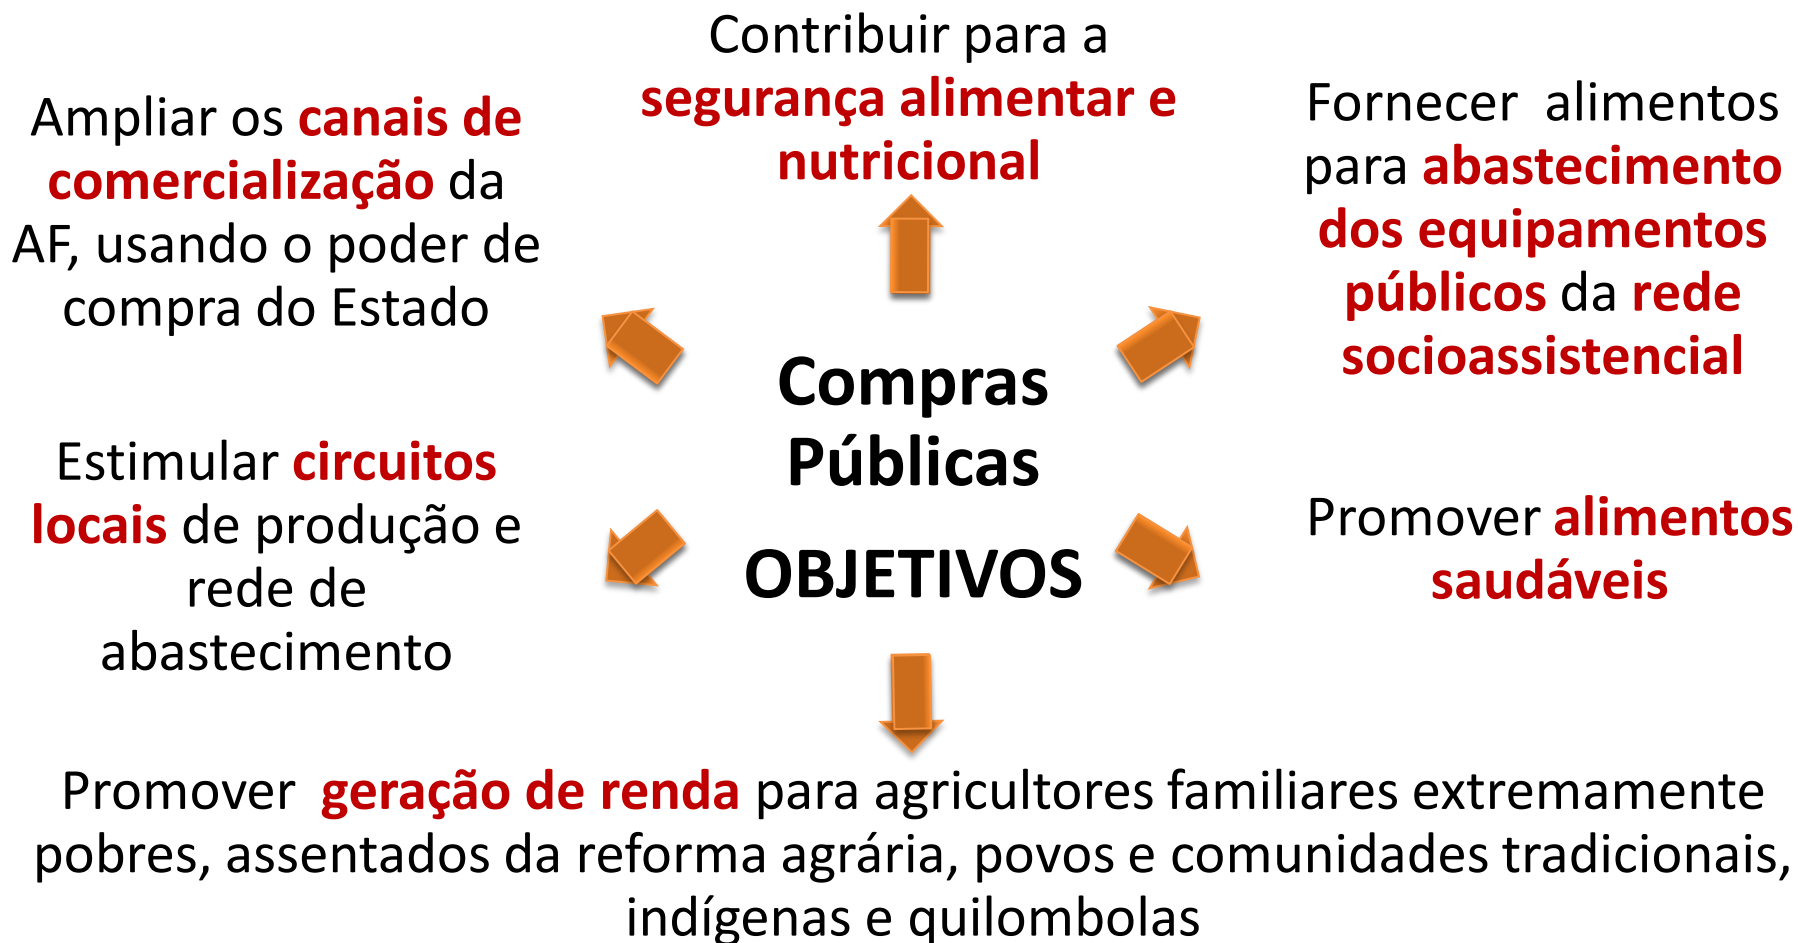 Contribuir para a
segurança alimentar e
nutricional
Ampliar os canais de
comercialização da
AF, usando o poder de
compra do Estado
Fornecer  alimentos
para abastecimento
dos equipamentos
públicos da rede
socioassistencial
Compras
Públicas
OBJETIVOS
Estimular circuitos
locais de produção e
rede de
abastecimento
Promover alimentos
saudáveis
Promover  geração de renda para agricultores familiares extremamente
pobres, assentados da reforma agrária, povos e comunidades tradicionais,
indígenas e quilombolas